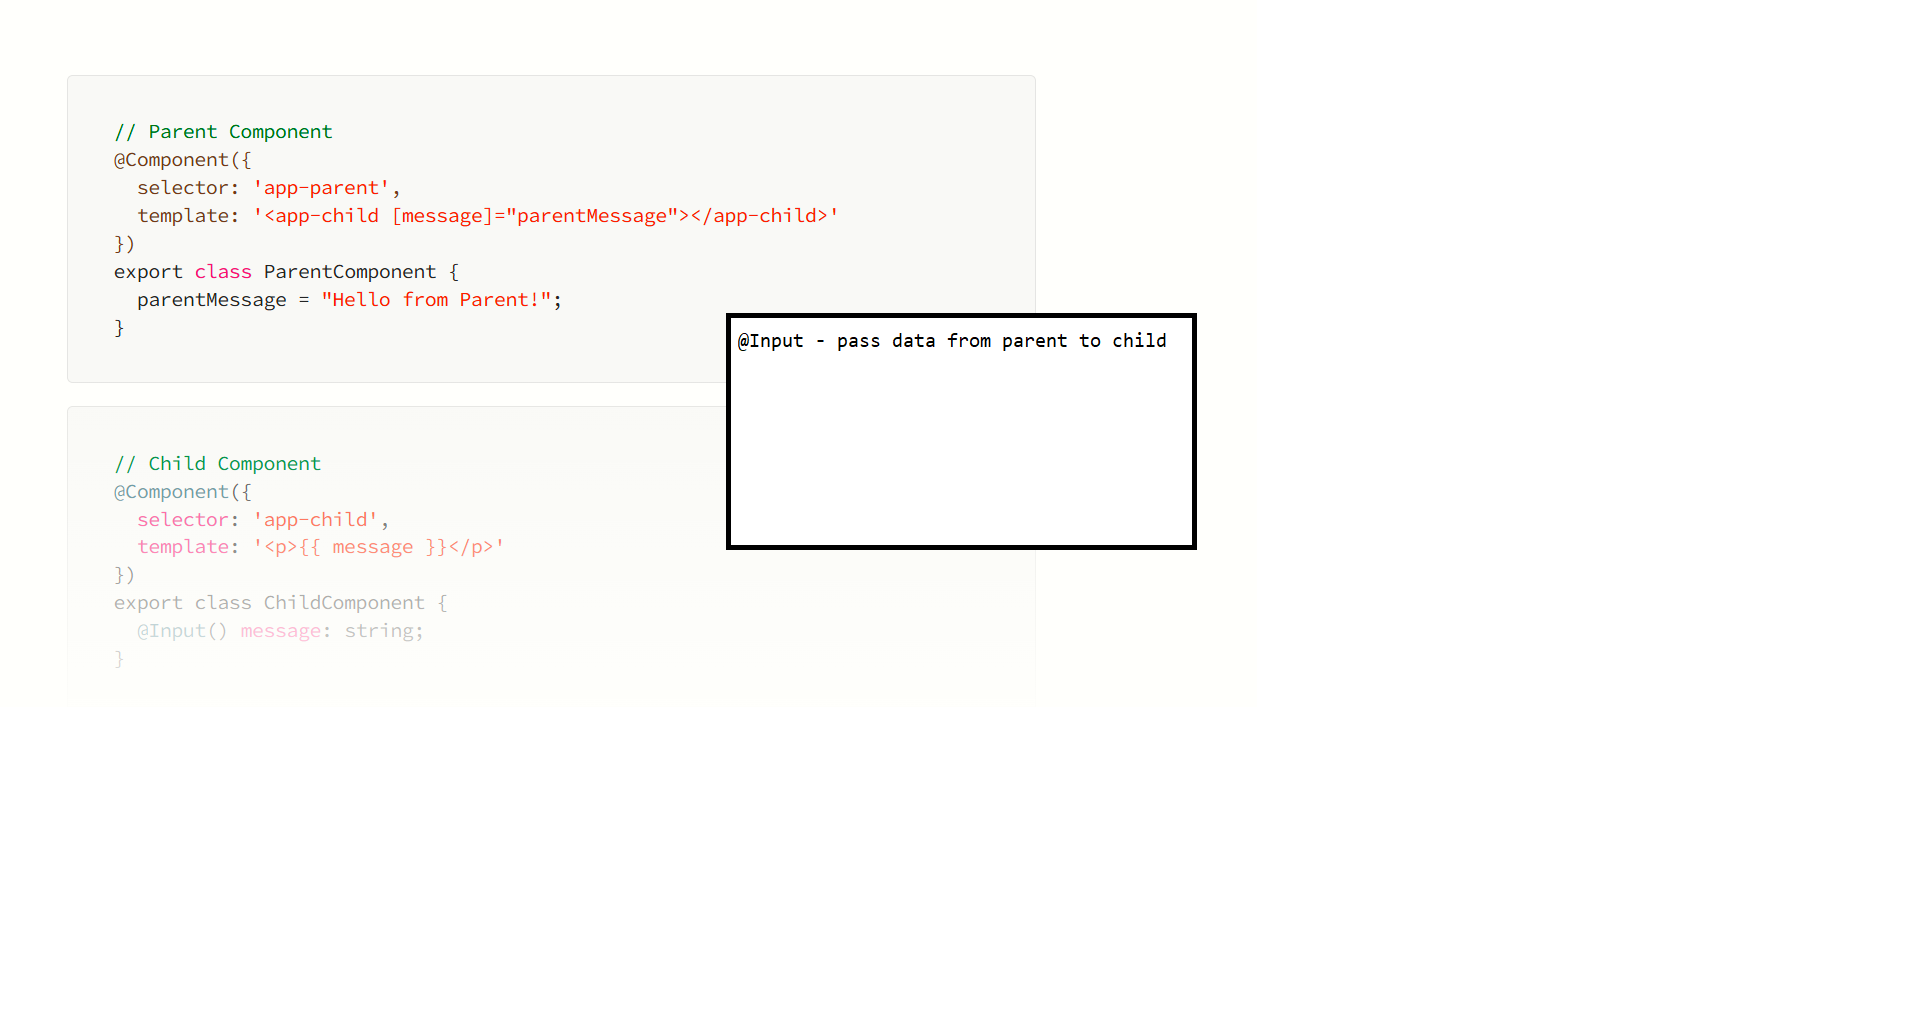 // Parent Component
@Component({
  selector: 'app-parent',
  template: '<app-child [message]="parentMessage"></app-child>'
})
export class ParentComponent {
  parentMessage = "Hello from Parent!";
}
@Input - pass data from parent to child
// Child Component
@Component({
  selector: 'app-child',
  template: '<p>{{ message }}</p>'
})
export class ChildComponent {
  @Input() message: string;
}